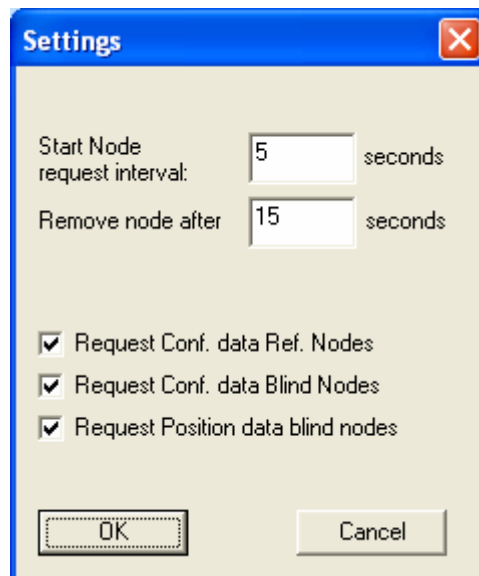 Settings
Start Node
request interval:
5
seconds
Remove node after
15
seconds
Request Conf. data Ref. Nodes
Request Conf. data Blind Nodes
Request Position data blind nodes
OK
Cancel